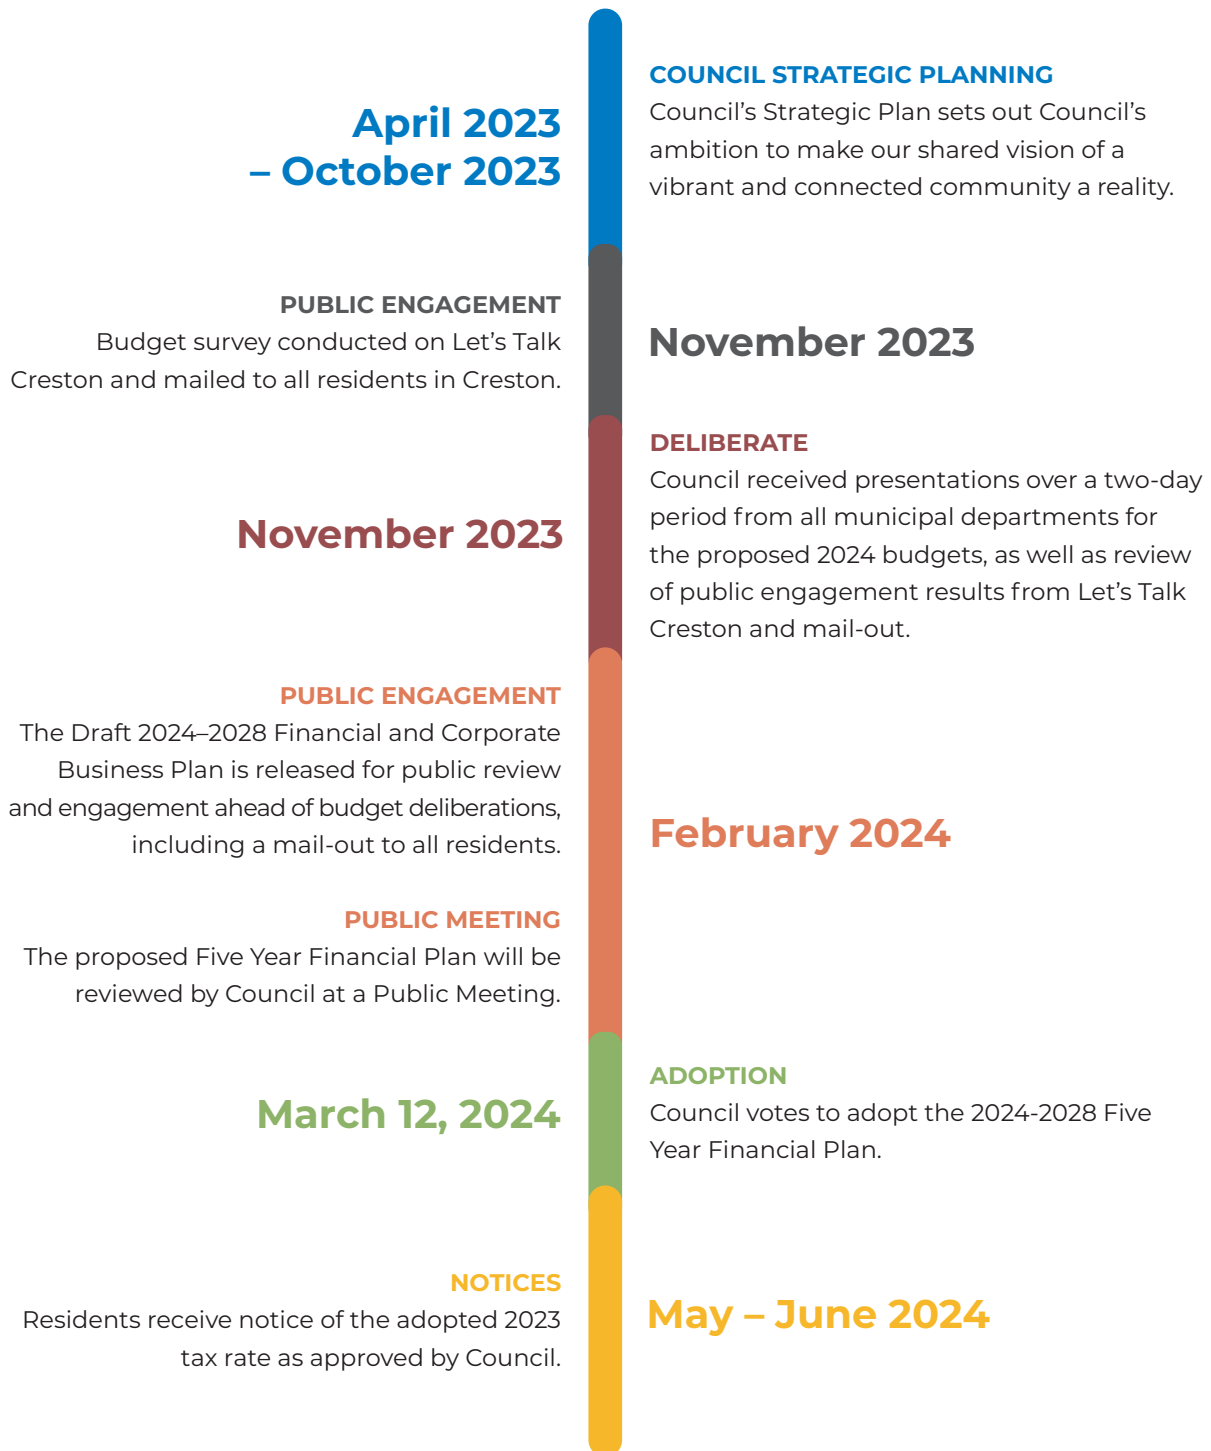 April 2023
– October 2023
COUNCIL STRATEGIC PLANNING
Council’s Strategic Plan sets out Council’s
ambition to make our shared vision of a
vibrant and connected community a reality.
PUBLIC ENGAGEMENT
Budget survey conducted on Let’s Talk
Creston and mailed to all residents in Creston.
November 2023
November 2023
DELIBERATE
Council received presentations over a two-day
period from all municipal departments for
the proposed 2024 budgets, as well as review
of public engagement results from Let’s Talk
Creston and mail-out.
PUBLIC ENGAGEMENT
The Draft 2024–2028 Financial and Corporate
Business Plan is released for public review
and engagement ahead of budget deliberations,
including a mail-out to all residents.
PUBLIC MEETING
The proposed Five Year Financial Plan will be
reviewed by Council at a Public Meeting.
February 2024
March 12, 2024
ADOPTION
Council votes to adopt the 2024-2028 Five
Year Financial Plan.
NOTICES
Residents receive notice of the adopted 2023
tax rate as approved by Council.
May – June 2024